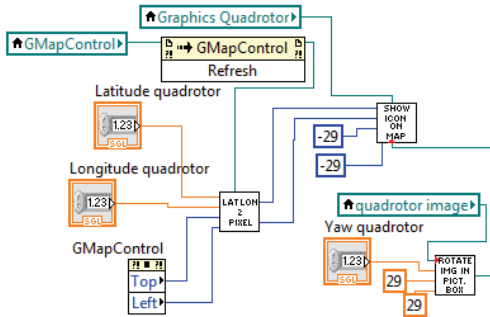 Graphics Quadrotor
GMapControl
GMapControl
Refresh
Latitude quadrotor
1.23
SGL
SHOW
ICON
ON
MAP
-29
-29
Longitude quadrotor
1.23
SGL
LATLON
2
PIXEL
quadrotor image
GMapControl
Top
Left
Yaw quadrotor
1.23
SGL
ROTATE
IMG IN
PICT.
BOX
29
29